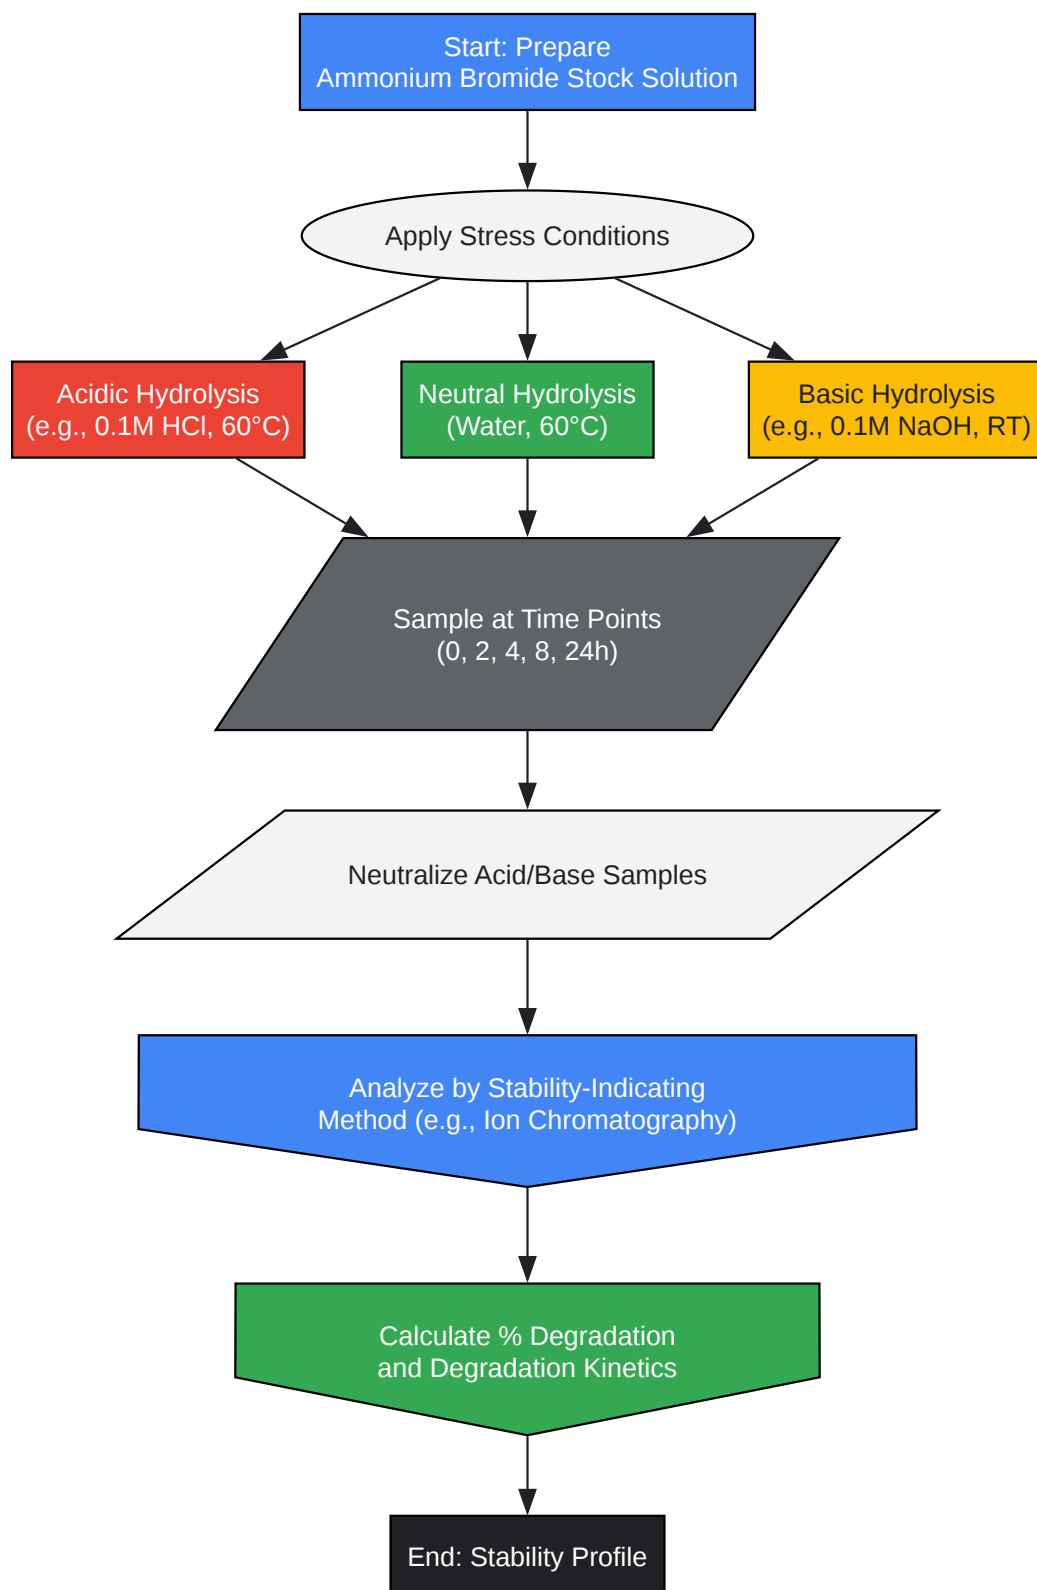 Start: Prepare
Ammonium Bromide Stock Solution
Apply Stress Conditions
Acidic Hydrolysis
(e.g., 0.1M HCl, 60°C)
Neutral Hydrolysis
(Water, 60°C)
Basic Hydrolysis
(e.g., 0.1M NaOH, RT)
Sample at Time Points
(0, 2, 4, 8, 24h)
Neutralize Acid/Base Samples
Analyze by Stability-Indicating
Method (e.g., Ion Chromatography)
Calculate % Degradation
and Degradation Kinetics
End: Stability Profile